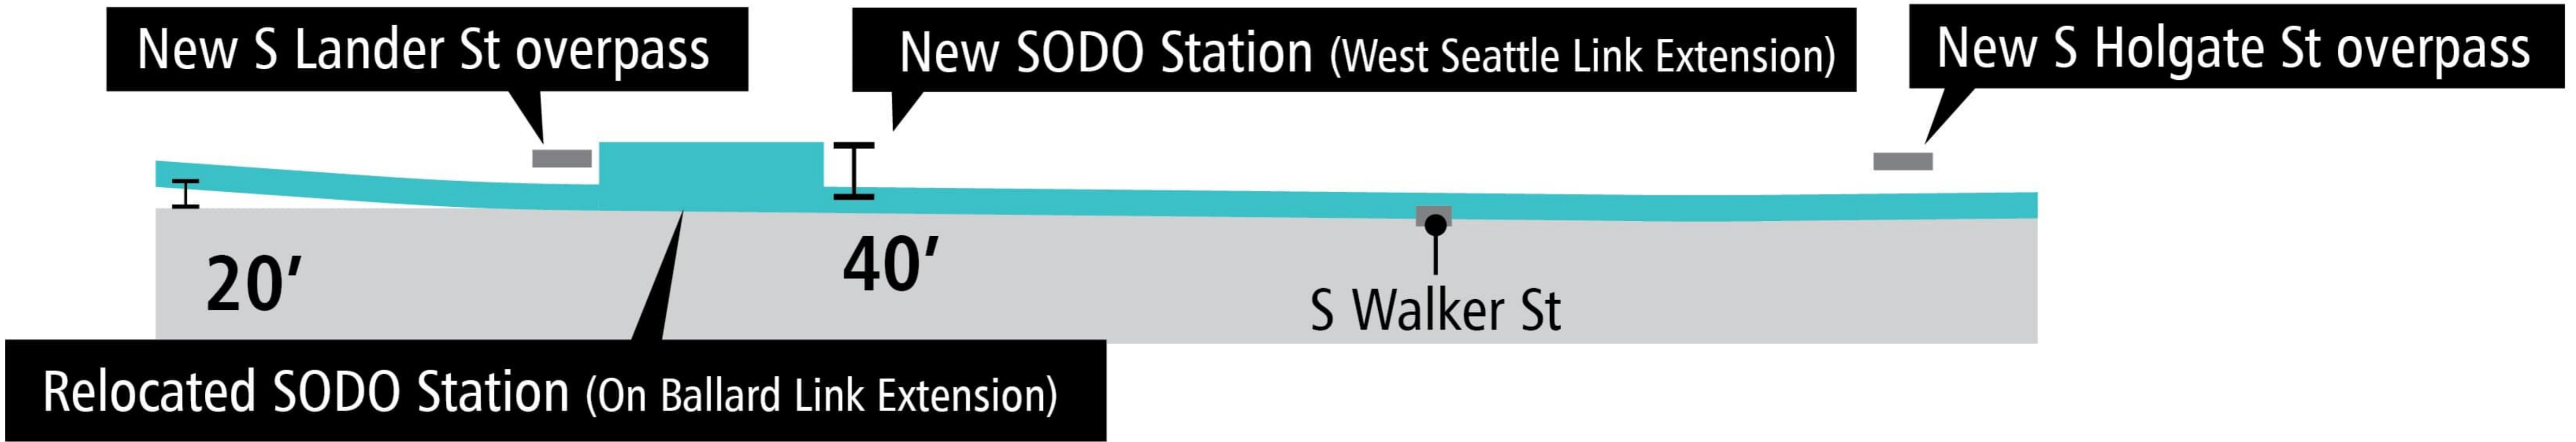 New S Lander St overpass
New SODO Station (West Seattle Link Extension)
New S Holgate St overpass
20′
40′
S Walker St
Relocated SODO Station (On Ballard Link Extension)